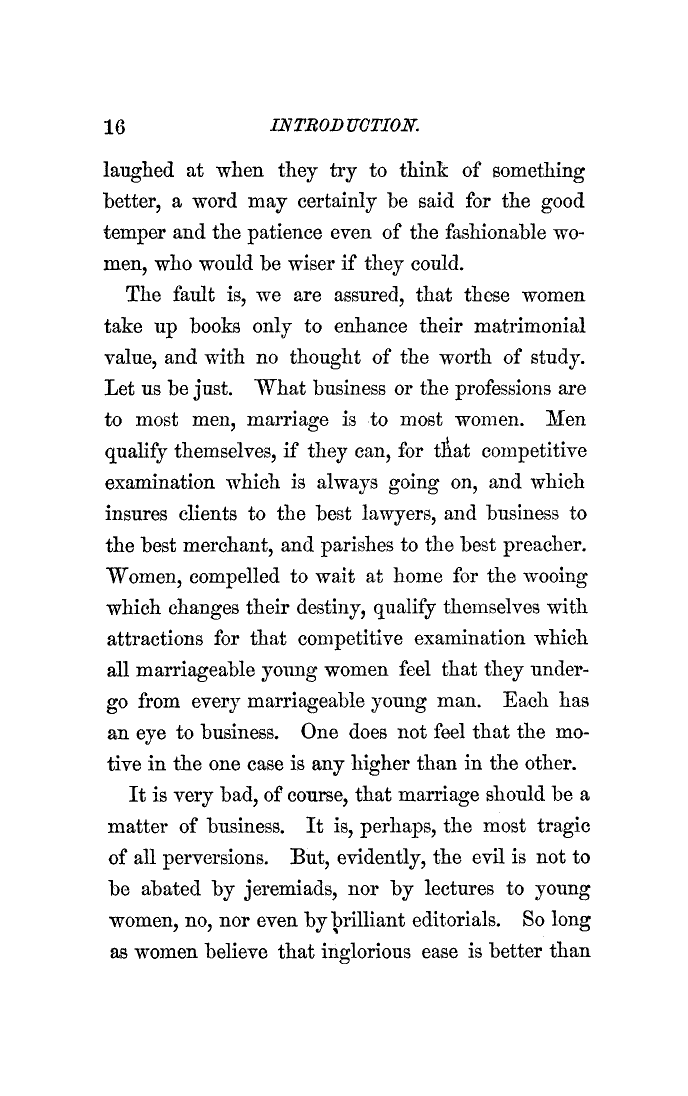 16 INTRODUCTION.
laughed at when they try to think of something
better, a word may certainly be said for the good
temper and the patience even of the fashionable wo-
men, who would be wiser if they could.
The fault is, we are assured, that these women
take up books only to enhance their matrimonial
value, and with no thought of the worth of study.
Let us be just. What business or the professions are
to most men, marriage is to most women. Men
qualify themselves, if they can, for that competitive
examination which is always going on, and which
insures clients to the best lawyers, and business to
the best merchant, and parishes to the best preacher.
Women, compelled to wait at home for the wooing
which changes their destiny, qualify themselves with
attractions for that competitive examination which
all marriageable young women feel that they under-
go from every marriageable young man. Each has
an eye to business. One does not feel that the mo-
tive in the one case is any higher than in the other.
It is very bad, of course, that marriage should be a
matter of business. It is, perhaps, the most tragic
of all perversions. But, evidently, the evil is not to
be abated by jeremiads, nor by lectures to young
women, no, nor even by brilliant editorials. So long
as women believe that inglorious ease is better than